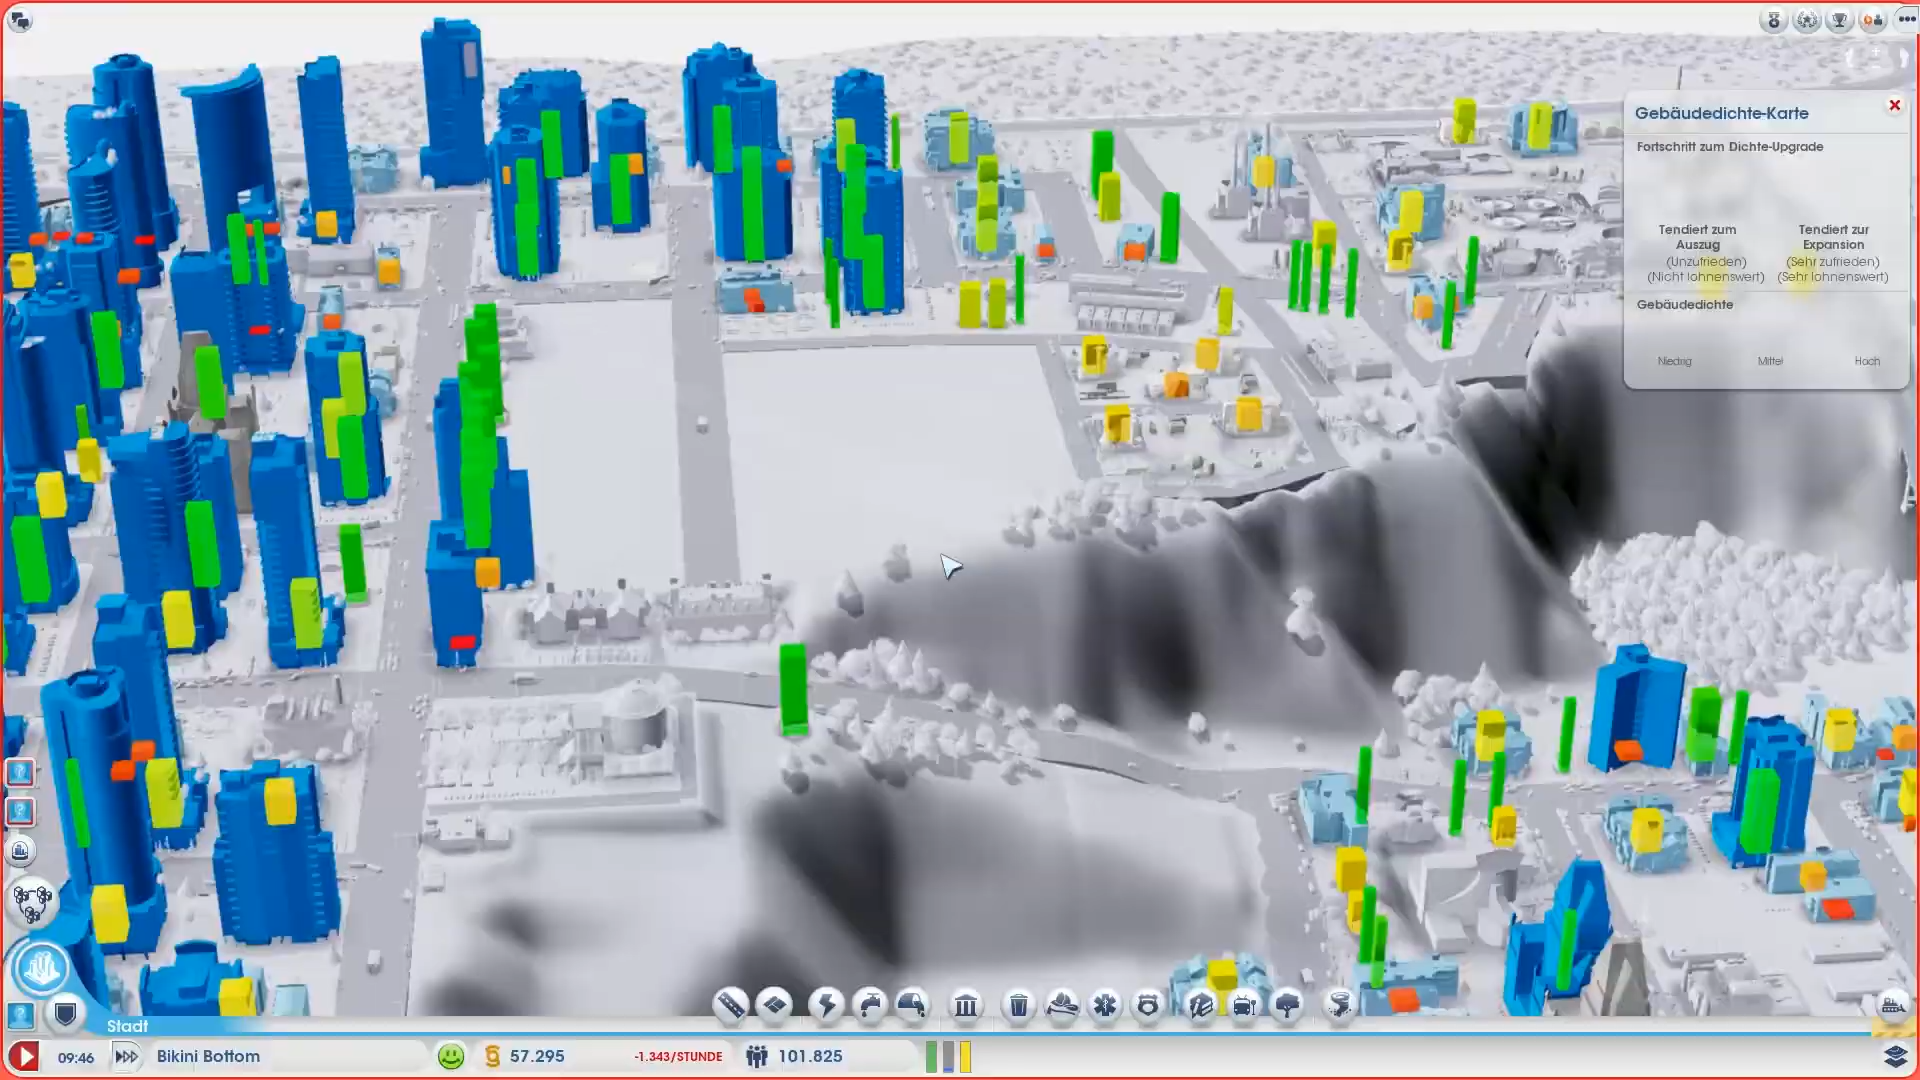 Gebäudedichte-Karte
Fortschritt zum Dichte-Upgrade
Tendiert zum Auszug
(Unzufrieden)
(Nicht lohnenswert)
Tendiert zur Expansion
(Sehr zufrieden)
(Sehr lohnenswert)
Gebäudedichte
Niedrig
Mittel
Hoch
Stadt
09:46
Bikini Bottom
57.295
-1.343/STUNDE
101.825